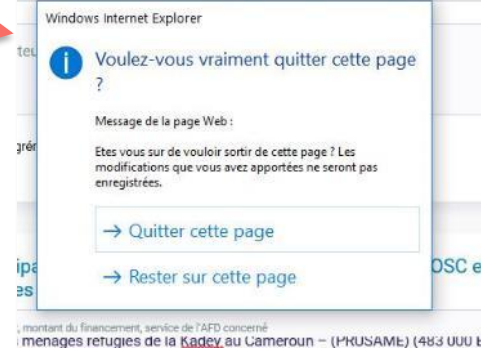 Windows Internet Explorer
Voulez-vous vraiment quitter cette page
?
Message de la page Web :
Etes vous sur de vouloir sortir de cette page ? Les
modifications que vous avez apportées ne seront pas
enregistrées.
→ Quitter cette page
→ Rester sur cette page
OSC e
es
, montant du financement, service de l'AFD concerné
menages refugies de la Kadey au Cameroun – (PRUSAME) (483 000 E